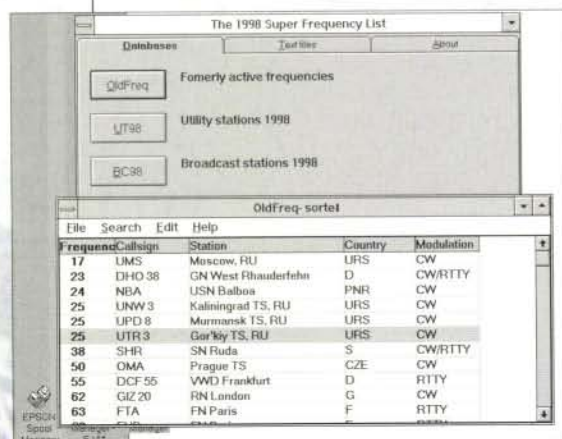 The 1998 Super Frequency List
Databases Text files About
OldFreq Fomerly active frequencies
UT98 Utility stations 1998
BC98 Broadcast stations 1998
OldFreq- sorte1
File Search Edit Help
Frequenc Callsign Station Country Modulation
17 UMS Moscow, RU URS CW
23 DHO 38 GN West Rhauderfehn D CW/RTTY
24 NBA USN Balboa PNR CW
25 UNW 3 Kaliningrad TS, RU URS CW
25 UPD 8 Murmansk TS, RU URS CW
25 UTR 3 Gor'kiy TS, RU URS CW
38 SHR SN Ruda S CW/RTTY
50 OMA Prague TS CZE CW
55 DCF 55 VWD Frankfurt D RTTY
62 GIZ 20 RN London G CW
63 FTA FN Paris F RTTY
EPSON
Spool